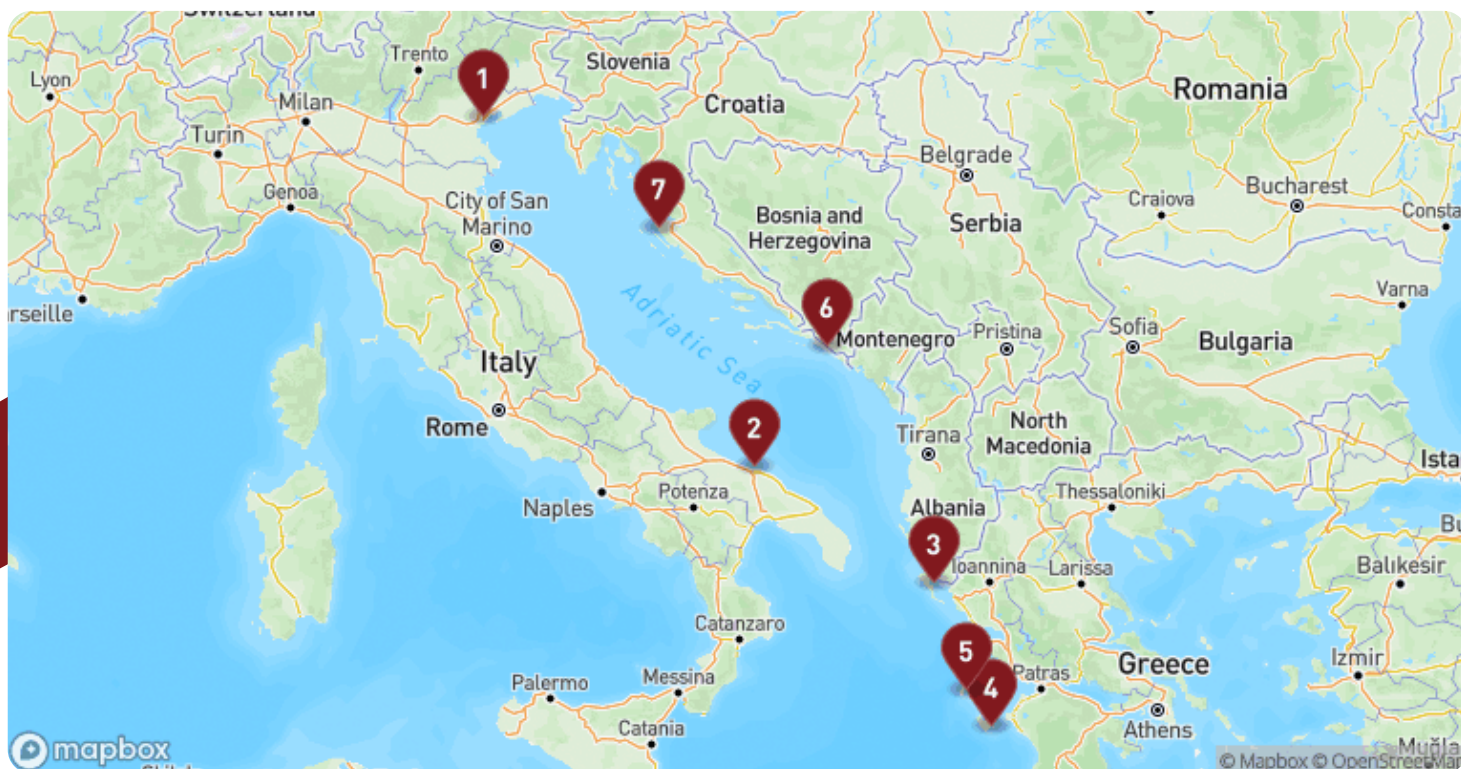 Switzerland
Lyon
Trento
Slovenia
Milan
Croatia
Romania
Turin
Belgrade
Genoa
City of San
Marino
Bosnia and
Herzegovina
Serbia
Craiova
Bucharest
Consta
rseille
Varna
Adriatic Sea
Montenegro
Pristina
Sofia
Bulgaria
Italy
Rome
North
Macedonia
Tirana
Ista
Naples
Potenza
Albania
Thessaloniki
Bu
Ioannina
Larissa
Balıkesir
Catanzaro
Greece
Izmir
Palermo
Messina
Patras
Catania
Athens
Muğla
1
7
6
2
3
5
4
mapbox
© Mapbox © OpenStreetMap